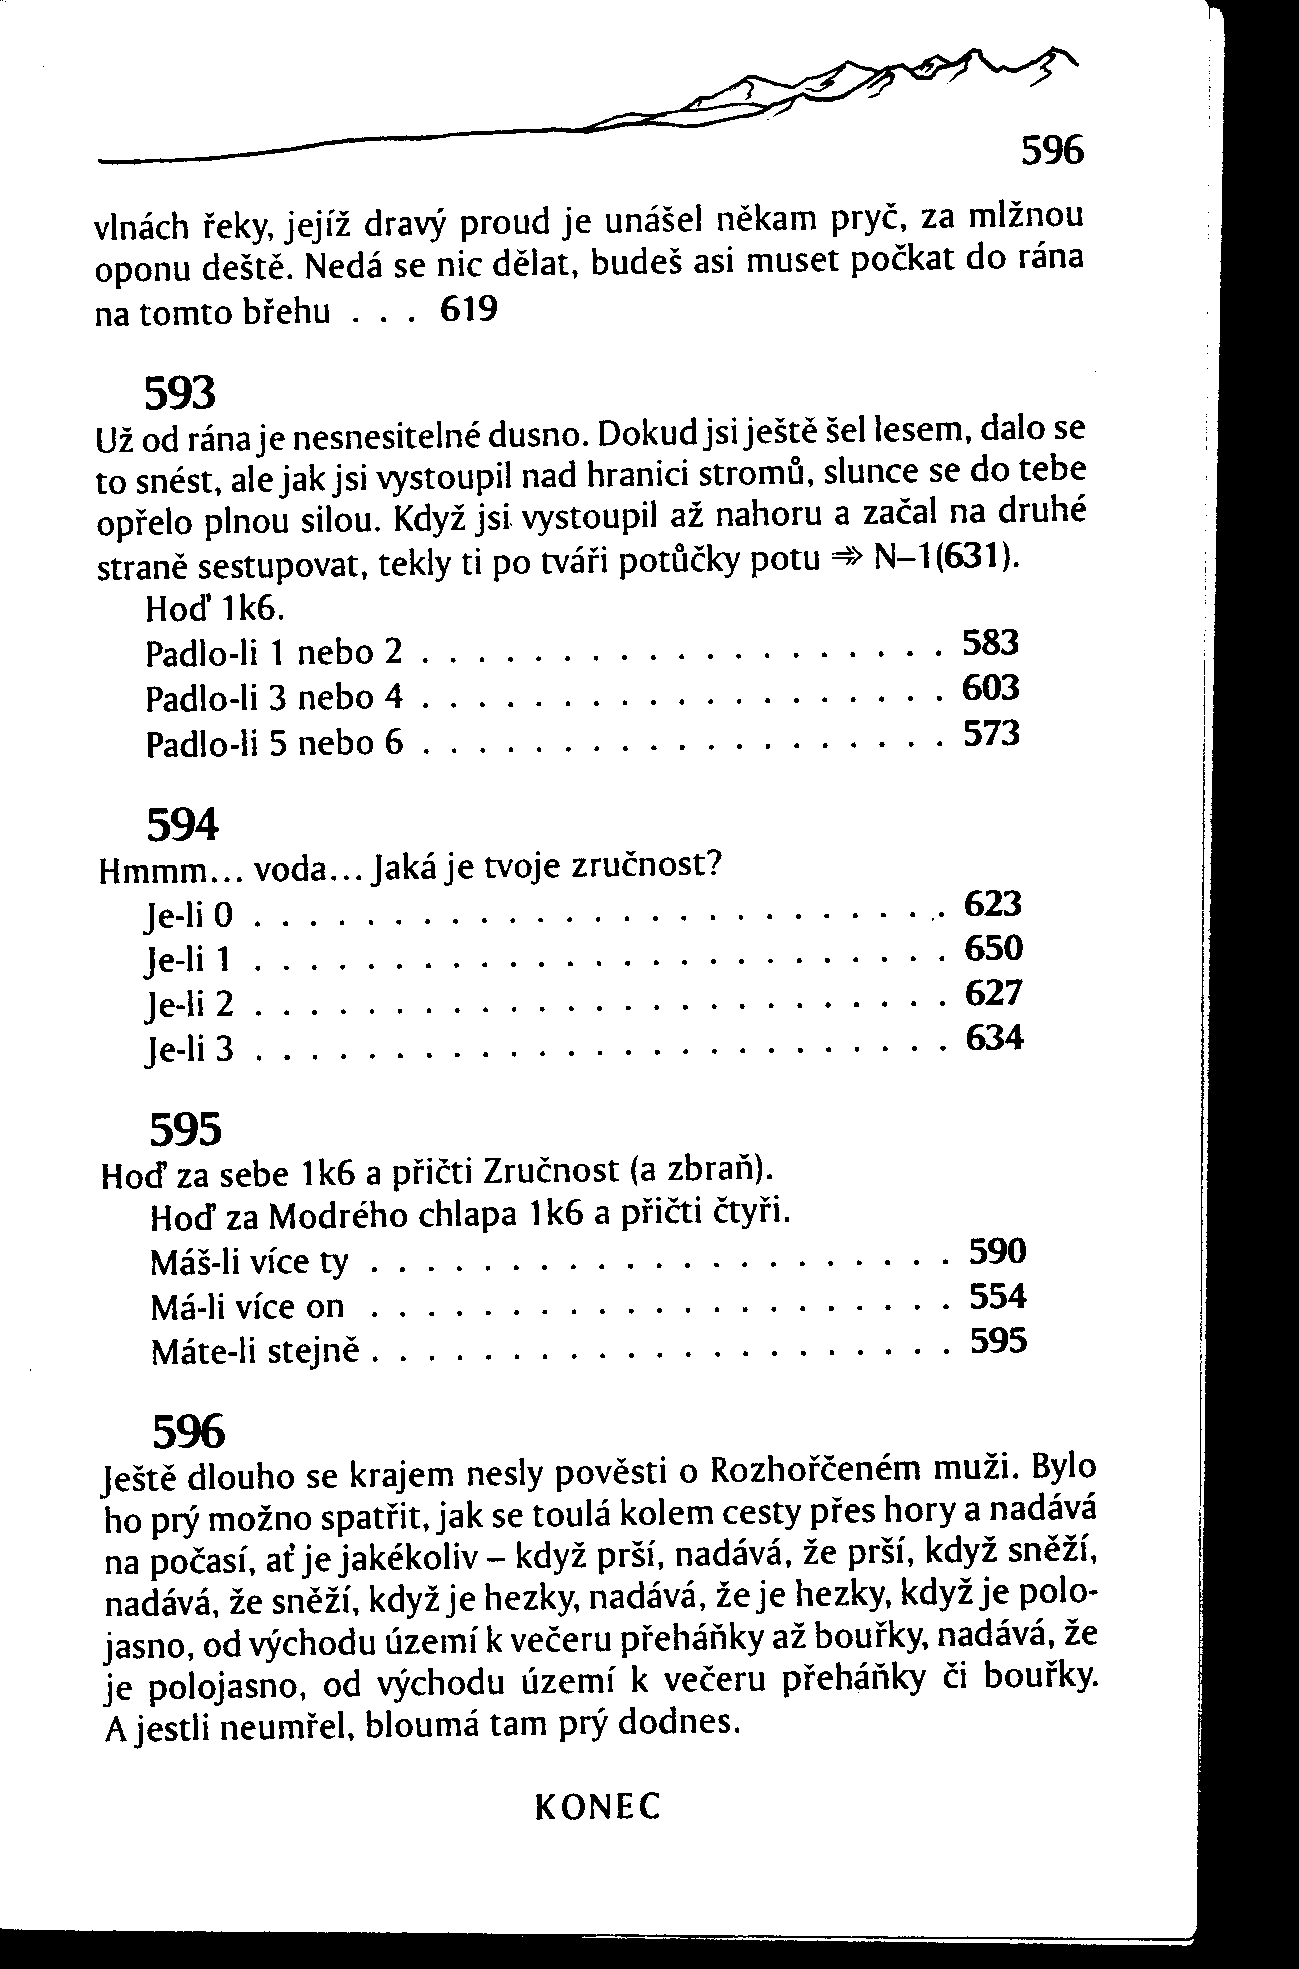 596
vlnách řeky, jejíž dravý proud je unášel někam pryč, za mlžnou
oponu deště. Nedá se nic dělat, budeš asi muset počkat do rána
na tomto břehu . . . 619
593
Už od rána je nesnesitelné dusno. Dokud jsi ještě šel lesem, dalo se
to snést, ale jak jsi vystoupil nad hranici stromů, slunce se do tebe
opřelo plnou silou. Když jsi vystoupil až nahoru a začal na druhé
straně sestupovat, tekly ti po tváři potůčky potu ⇒ N–1(631).
Hoď 1k6.
Padlo-li 1 nebo 2 . . . . . . . . . . . . . . . . . . . 583
Padlo-li 3 nebo 4 . . . . . . . . . . . . . . . . . . . 603
Padlo-li 5 nebo 6 . . . . . . . . . . . . . . . . . . . 573
594
Hmmm... voda... Jaká je tvoje zručnost?
Je-li 0 . . . . . . . . . . . . . . . . . . . . . . . . . 623
Je-li 1 . . . . . . . . . . . . . . . . . . . . . . . . . 650
Je-li 2 . . . . . . . . . . . . . . . . . . . . . . . . . 627
Je-li 3 . . . . . . . . . . . . . . . . . . . . . . . . . 634
595
Hoď za sebe 1k6 a přičti Zručnost (a zbraň).
Hoď za Modrého chlapa 1k6 a přičti čtyři.
Máš-li více ty . . . . . . . . . . . . . . . . . . . . . 590
Má-li více on . . . . . . . . . . . . . . . . . . . . . 554
Máte-li stejně . . . . . . . . . . . . . . . . . . . . . 595
596
Ještě dlouho se krajem nesly pověsti o Rozhořčeném muži. Bylo
ho prý možno spatřit, jak se toulá kolem cesty přes hory a nadává
na počasí, ať je jakékoliv – když prší, nadává, že prší, když sněží,
nadává, že sněží, když je hezky, nadává, že je hezky, když je polo-
jasno, od východu území k večeru přeháňky až bouřky, nadává, že
je polojasno, od východu území k večeru přeháňky či bouřky.
A jestli neumřel, bloumá tam prý dodnes.
KONEC